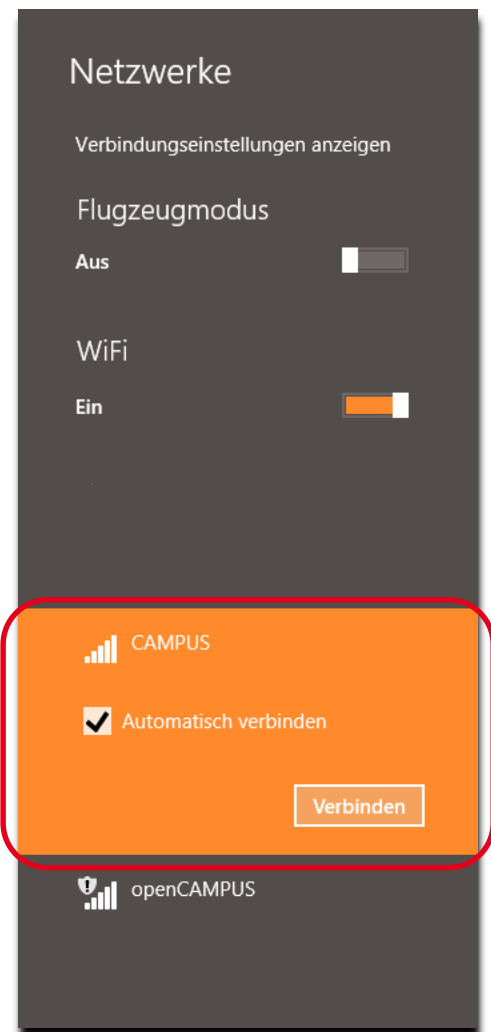 Netzwerke
Verbindungseinstellungen anzeigen
Flugzeugmodus
Aus
WiFi
Ein
CAMPUS
Automatisch verbinden
Verbinden
openCAMPUS